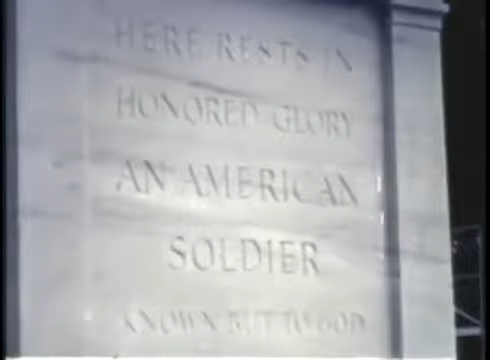 HERE RESTS IN
HONORED GLORY
AN AMERICAN
SOLDIER
KNOWN BUT TO GOD